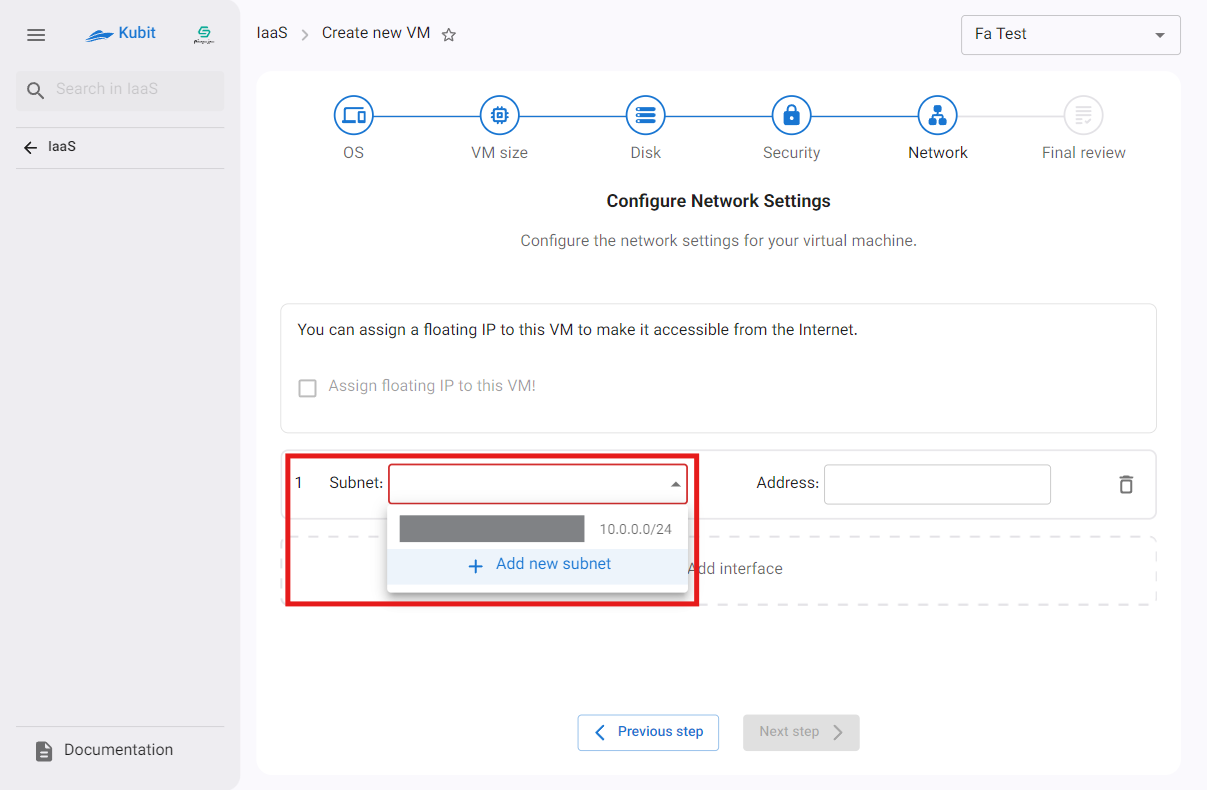 Kubit
IaaS
Create new VM
Fa Test
Search in IaaS
IaaS
OS
VM size
Disk
Security
Network
Final review
Configure Network Settings
Configure the network settings for your virtual machine.
You can assign a floating IP to this VM to make it accessible from the Internet.
Assign floating IP to this VM!
1
Subnet:
Address:
10.0.0.0/24
Add new subnet
Add interface
Previous step
Next step
Documentation